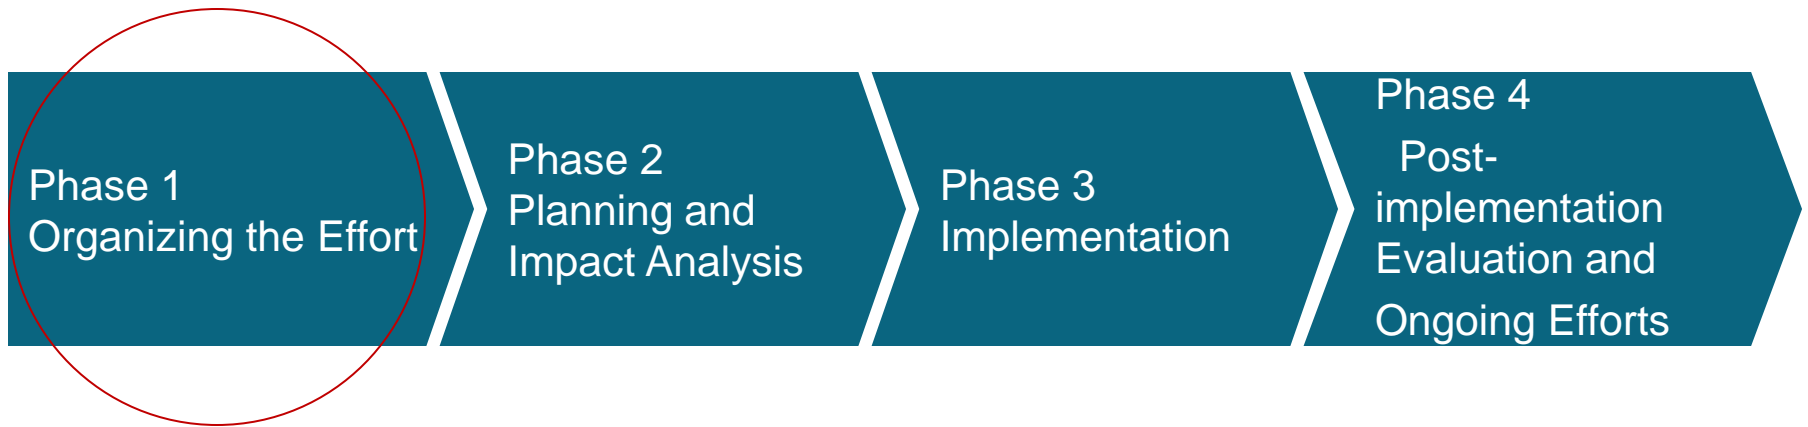 Phase 1
Organizing the Effort
Phase 2
Planning and
Impact Analysis
Phase 3
Implementation
Phase 4
Post-
implementation
Evaluation and
Ongoing Efforts